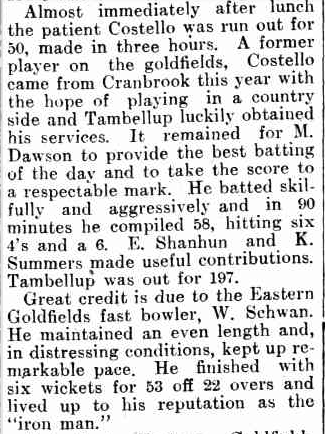 Almost immediately after lunch
the patient Costello was run out for
50, made in three hours. A former
player on the goldfields, Costello
came from Cranbrook this year with
the hope of playing in a country
side and Tambellup luckily obtained
his services. It remained for M.
Dawson to provide the best batting
of the day and to take the score to
a respectable mark. He batted skil-
fully and aggressively and in 90
minutes he compiled 58, hitting six
4's and a 6. E. Shanhun and K.
Summers made useful contributions.
Tambellup was out for 197.
Great credit is due to the Eastern
Goldfields fast bowler, W. Schwan.
He maintained an even length and,
in distressing conditions, kept up re-
markable pace. He finished with
six wickets for 53 off 22 overs and
lived up to his reputation as the
"iron man."